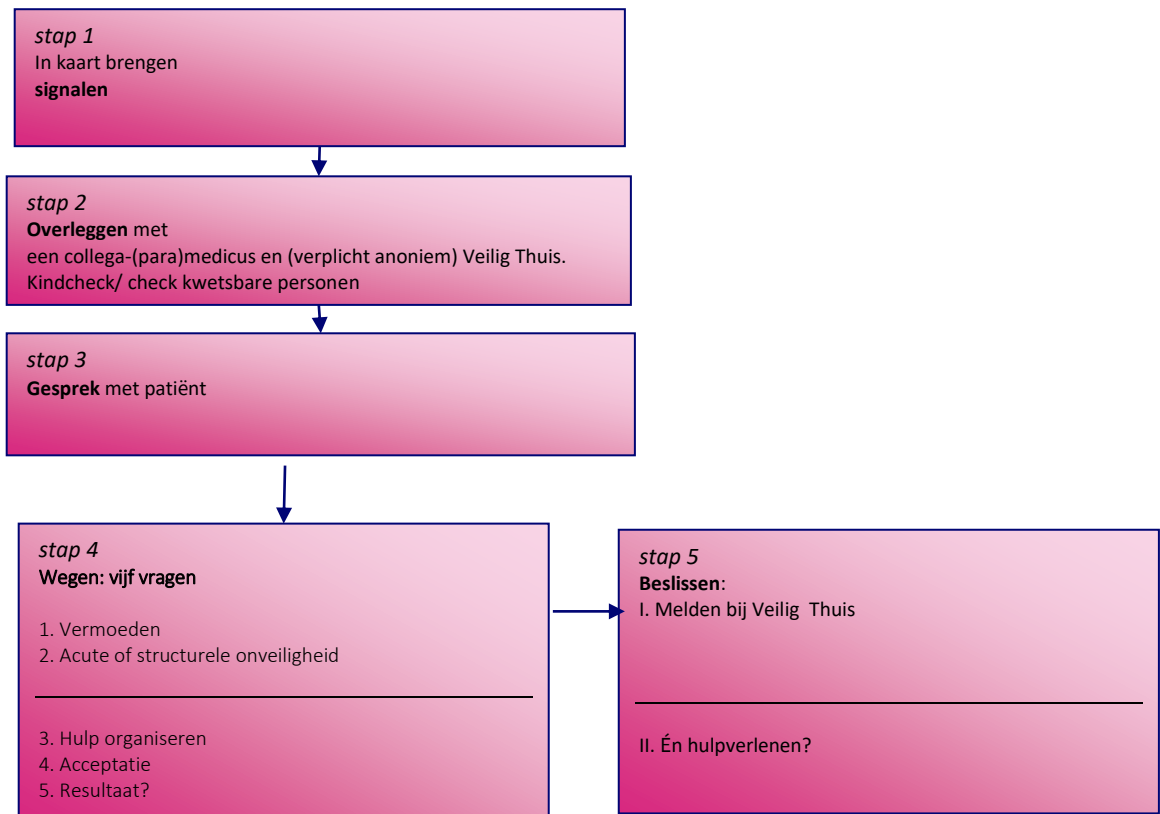 stap 1
In kaart brengen
signalen
stap 2
Overleggen met
een collega-(para)medicus en (verplicht anoniem) Veilig Thuis.
Kindcheck/ check kwetsbare personen
stap 3
Gesprek met patiënt
stap 4
Wegen: vijf vragen
1. Vermoeden
2. Acute of structurele onveiligheid
3. Hulp organiseren
4. Acceptatie
5. Resultaat?
stap 5
Beslissen:
I. Melden bij Veilig  Thuis
II. Én hulpverlenen?